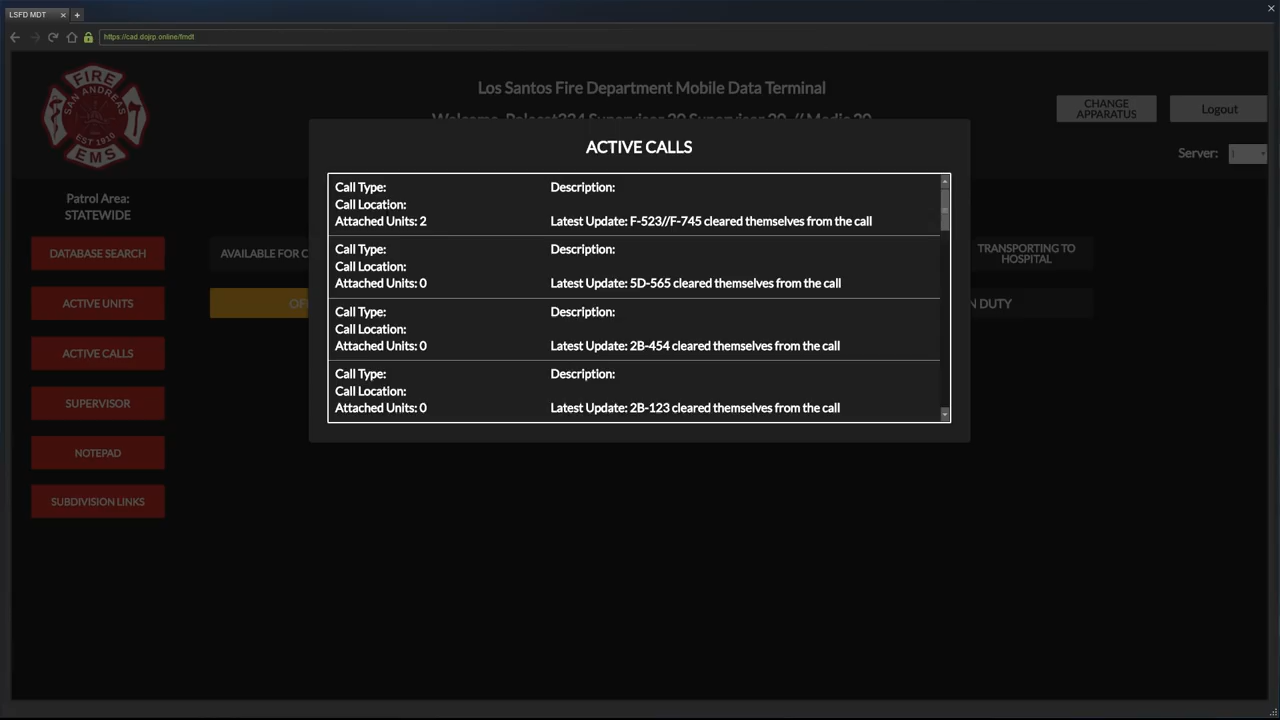 LSFD MDT
https://cad.dojrp.online/fmdt
FIRE
SAN ANDREAS
EST 1910
EMS
Los Santos Fire Department Mobile Data Terminal
CHANGE
APPARATUS
Logout
Server:
Patrol Area:
STATEWIDE
DATABASE SEARCH
ACTIVE UNITS
ACTIVE CALLS
SUPERVISOR
NOTEPAD
SUBDIVISION LINKS
AVAILABLE FOR C
TRANSPORTING TO
HOSPITAL
DUTY
ACTIVE CALLS
Call Type: Description:
Call Location:
Attached Units: 2 Latest Update: F-523//F-745 cleared themselves from the call
Call Type: Description:
Call Location:
Attached Units: 0 Latest Update: 5D-565 cleared themselves from the call
Call Type: Description:
Call Location:
Attached Units: 0 Latest Update: 2B-454 cleared themselves from the call
Call Type: Description:
Call Location:
Attached Units: 0 Latest Update: 2B-123 cleared themselves from the call